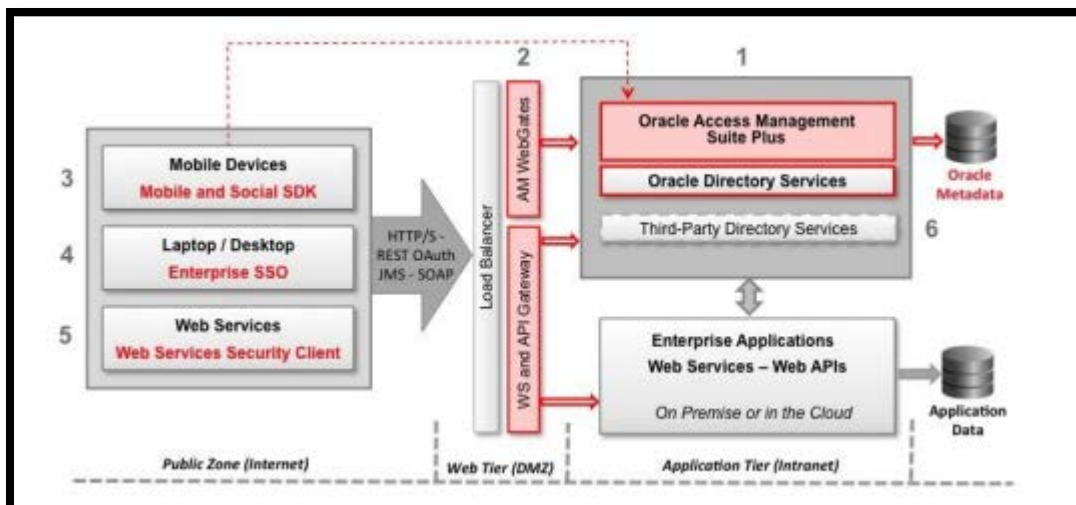 2
1
Oracle Access Management
Suite Plus
AM WebGates
Mobile Devices
3
Mobile and Social SDK
Oracle Directory Services
Oracle
Metadata
6
Third-Party Directory Services
Laptop / Desktop
4
Enterprise SSO
HTTP/S -
REST OAuth
JMS - SOAP
Load Balancer
WS and API Gateway
Web Services
5
Web Services Security Client
Enterprise Applications
Web Services – Web APIs
On Premise or in the Cloud
Application
Data
Public Zone (Internet)
Web Tier (DMZ)
Application Tier (Intranet)